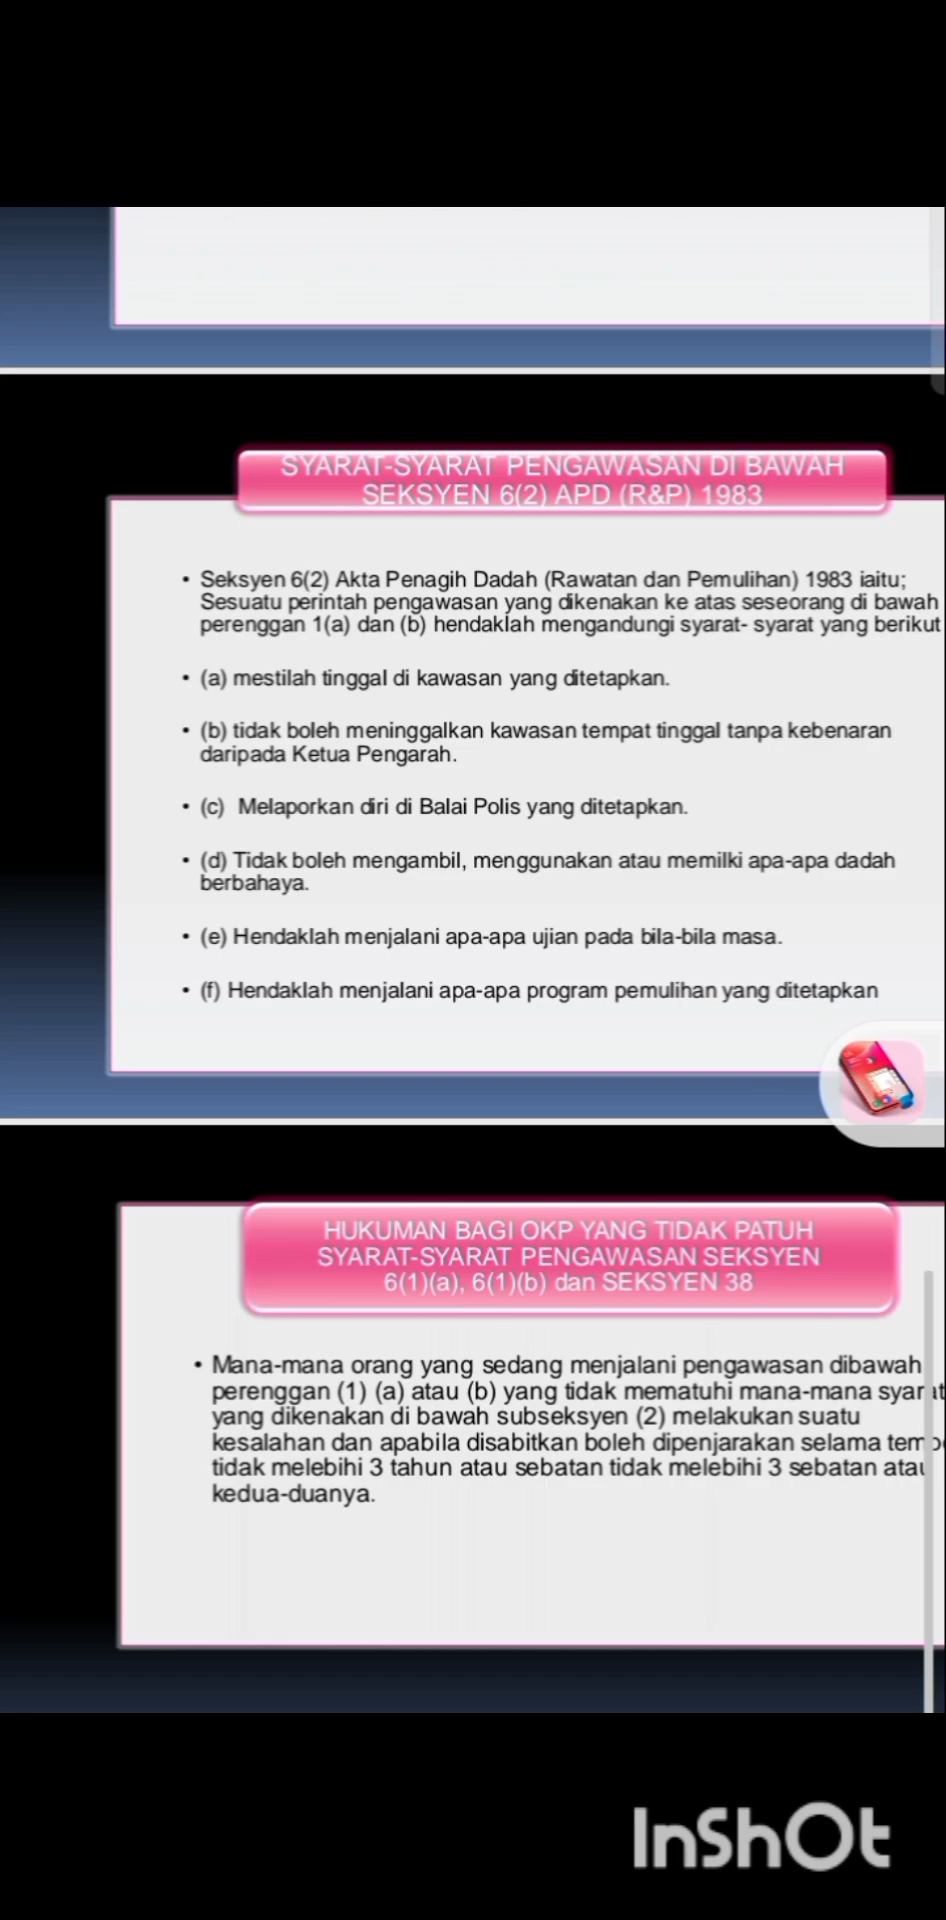 SYARAT-SYARAT PENGAWASAN DI BAWAH
SEKSYEN 6(2) APD (R&P) 1983
• Seksyen 6(2) Akta Penagih Dadah (Rawatan dan Pemulihan) 1983 iaitu;
Sesuatu perintah pengawasan yang dikenakan ke atas seseorang di bawah
perenggan 1(a) dan (b) hendaklah mengandungi syarat- syarat yang berikut
• (a) mestilah tinggal di kawasan yang ditetapkan.
• (b) tidak boleh meninggalkan kawasan tempat tinggal tanpa kebenaran
daripada Ketua Pengarah.
• (c) Melaporkan diri di Balai Polis yang ditetapkan.
• (d) Tidak boleh mengambil, menggunakan atau memilki apa-apa dadah
berbahaya.
• (e) Hendaklah menjalani apa-apa ujian pada bila-bila masa.
• (f) Hendaklah menjalani apa-apa program pemulihan yang ditetapkan
HUKUMAN BAGI OKP YANG TIDAK PATUH
SYARAT-SYARAT PENGAWASAN SEKSYEN
6(1)(a), 6(1)(b) dan SEKSYEN 38
• Mana-mana orang yang sedang menjalani pengawasan dibawah
perenggan (1) (a) atau (b) yang tidak mematuhi mana-mana syarat
yang dikenakan di bawah subseksyen (2) melakukan suatu
kesalahan dan apabila disabitkan boleh dipenjarakan selama
tidak melebihi 3 tahun atau sebatan tidak melebihi 3 sebatan atau
kedua-duanya.
InShOt